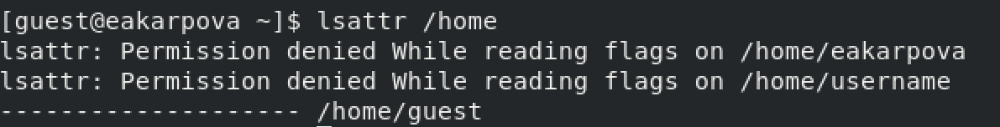 [guest@eakarpova ~]$ lsattr /home
lsattr: Permission denied While reading flags on /home/eakarpova
lsattr: Permission denied While reading flags on /home/username
-------------------- /home/guest